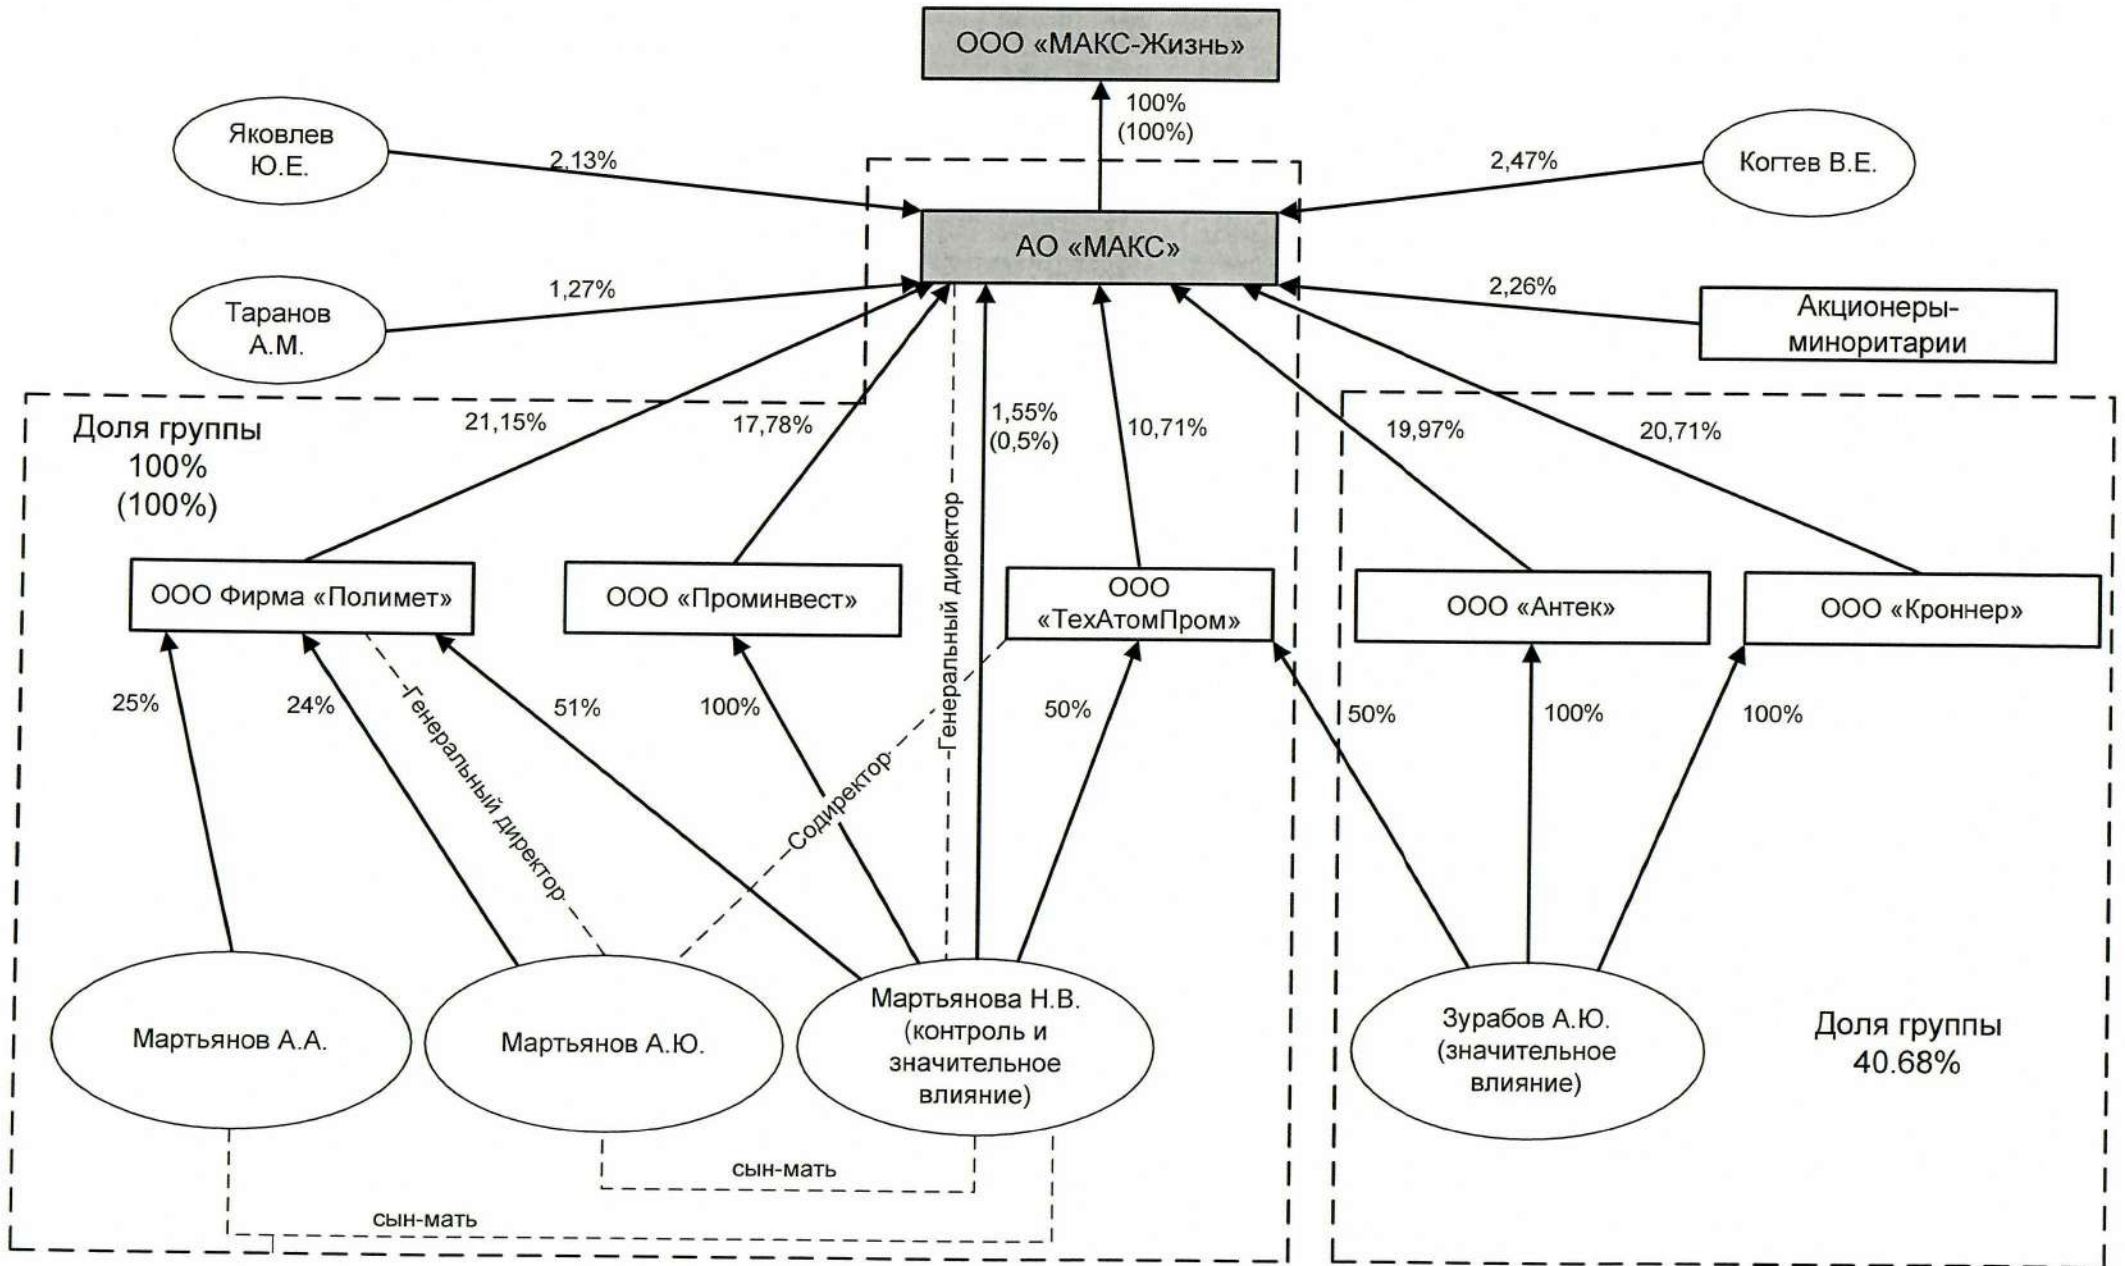 ООО «МАКС-Жизнь»
100%
(100%)
Яковлев
Ю.Е.
2,13%
2,47%
Когтев В.Е.
АО «МАКС»
Таранов
А.М.
1,27%
2,26%
Акционеры-
миноритарии
Доля группы
100%
(100%)
21,15%
17,78%
1,55%
(0,5%)
10,71%
19,97%
20,71%
Генеральный директор
ООО Фирма «Полимет»
ООО «Проминвест»
ООО
«ТехАтомПром»
ООО «Антек»
ООО «Кроннер»
25%
24%
Генеральный директор
51%
100%
Содиректор
50%
50%
100%
100%
Мартьянов А.А.
Мартьянов А.Ю.
Мартьянова Н.В.
(контроль и
значительное
влияние)
Зурабов А.Ю.
(значительное
влияние)
Доля группы
40.68%
сын-мать
сын-мать